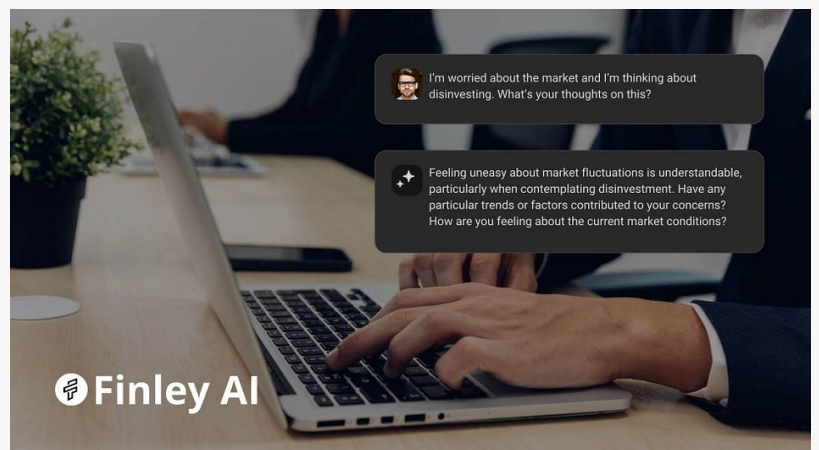 I'm worried about the market and I'm thinking about
disinvesting. What's your thoughts on this?
Feeling uneasy about market fluctuations is understandable,
particularly when contemplating disinvestment. Have any
particular trends or factors contributed to your concerns?
How are you feeling about the current market conditions?
Finley AI